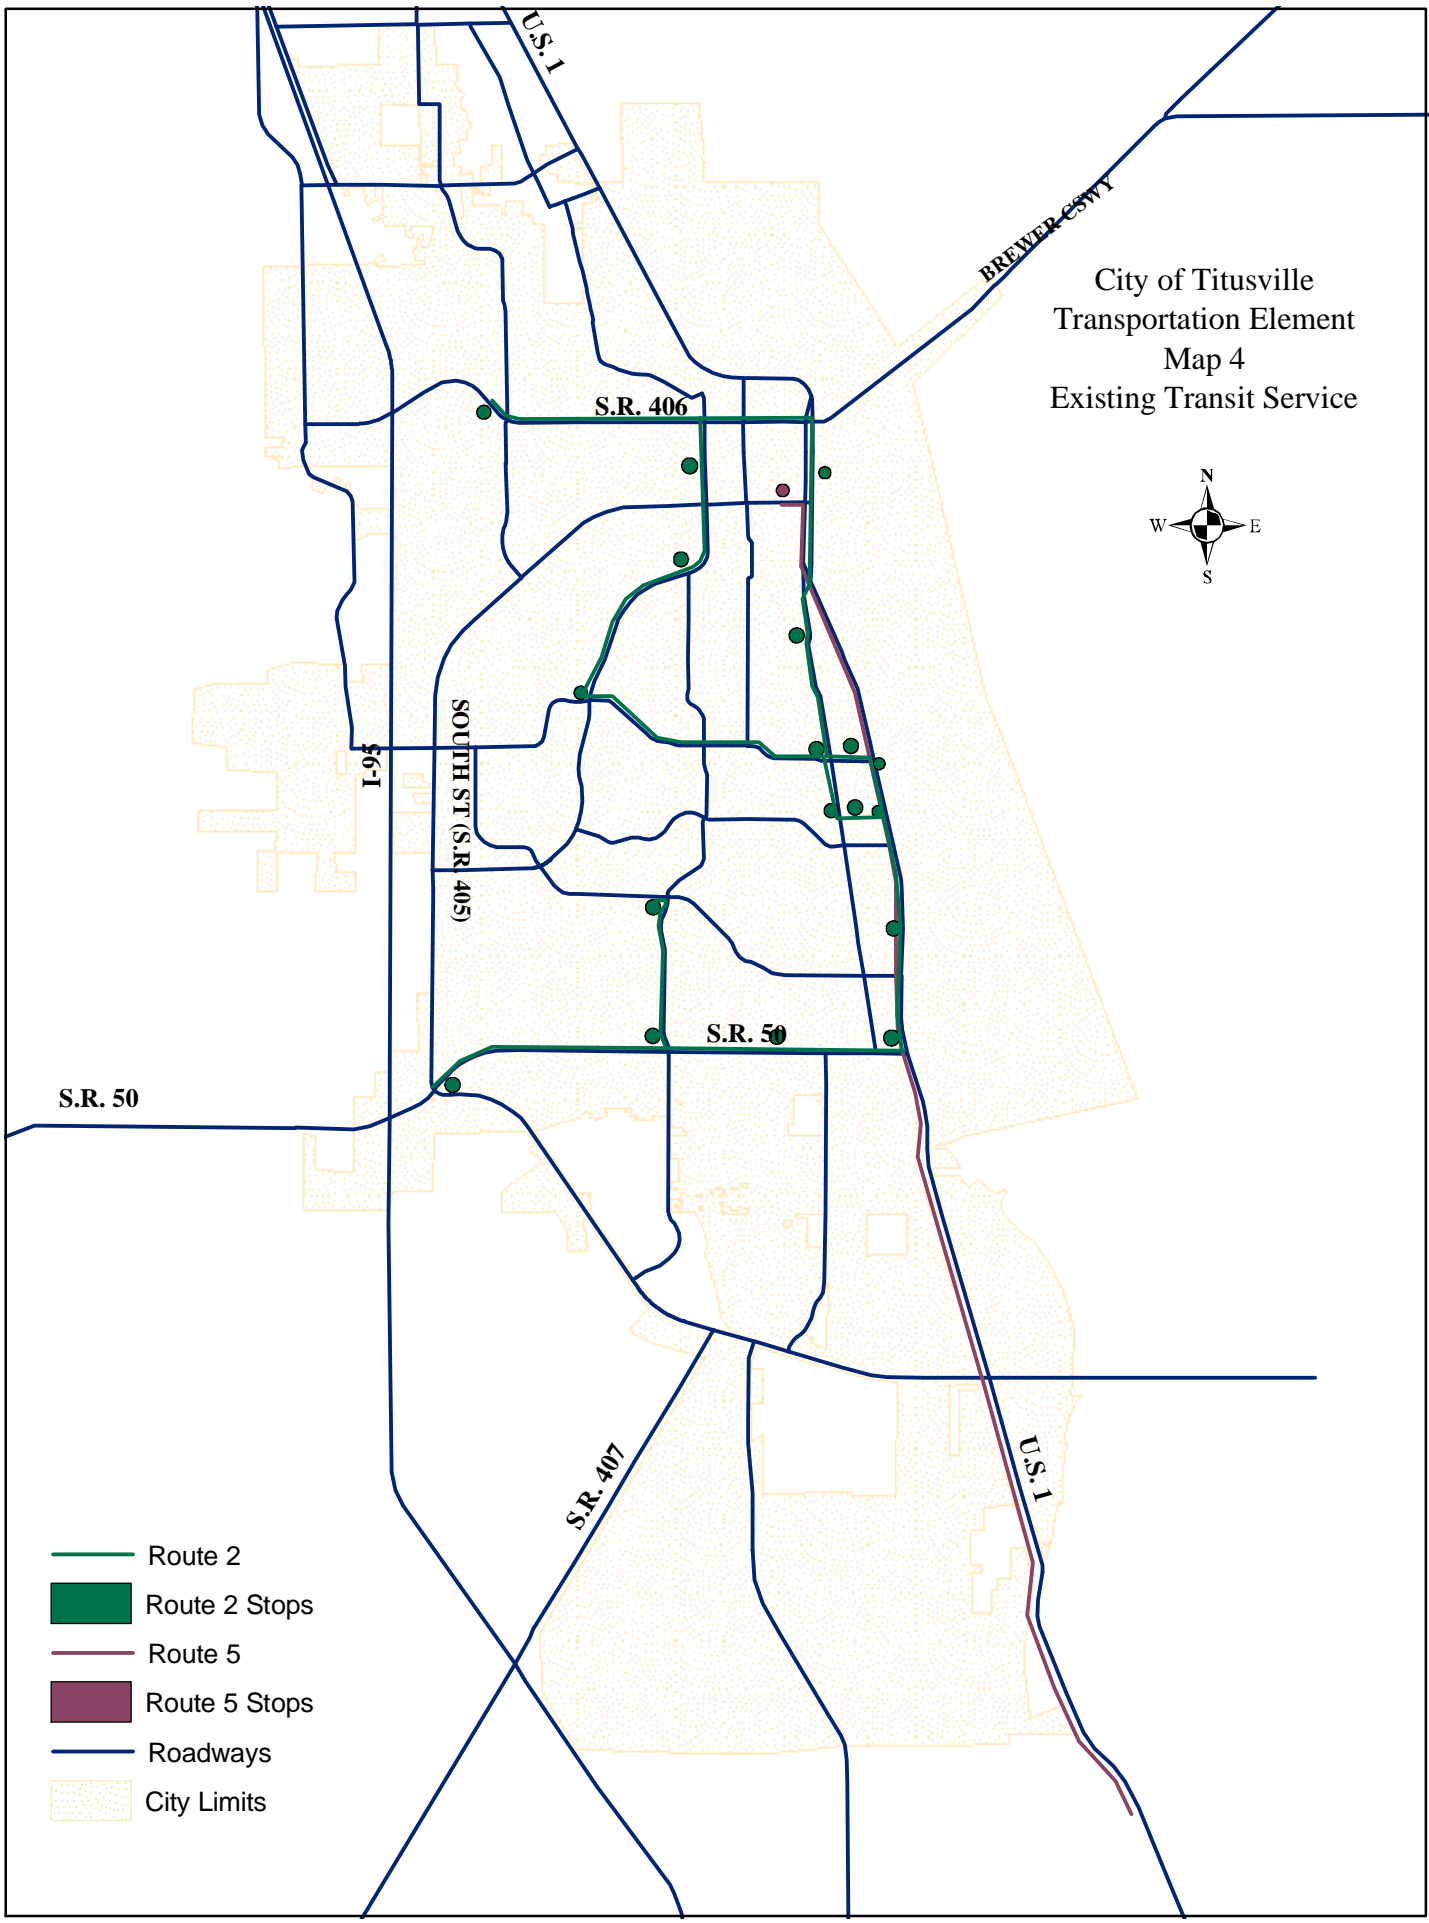 U.S. 1
BREWER CSWY
City of Titusville
Transportation Element
Map 4
Existing Transit Service
N
W
E
S
S.R. 406
I-95
SOUTH ST (S.R. 405)
S.R. 50
S.R. 50
U.S. 1
S.R. 407
Route 2
Route 2 Stops
Route 5
Route 5 Stops
Roadways
City Limits